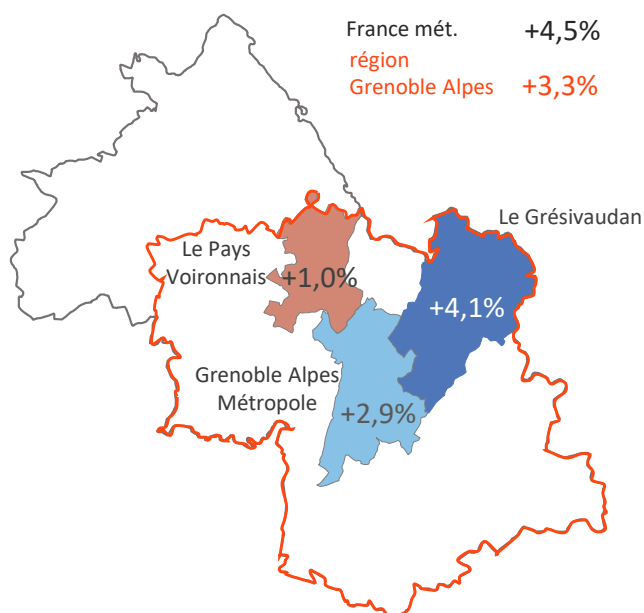 France mét. +4,5%
région
Grenoble Alpes +3,3%
Le Grésivaudan
Le Pays
Voironnais
+1,0%
+4,1%
Grenoble Alpes
Métropole
+2,9%